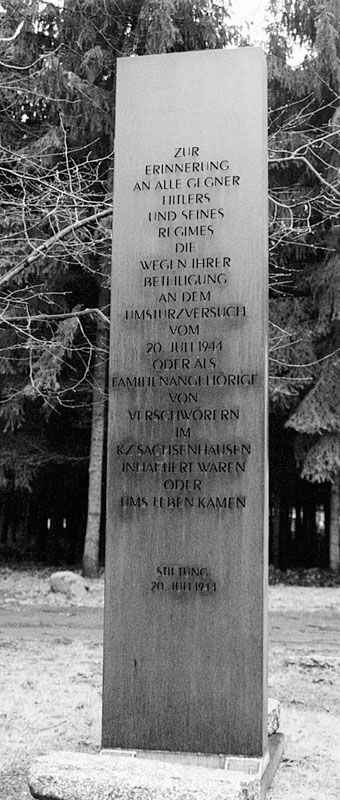 ZUR
ERINNERUNG
AN ALLE GEGNER
HITLERS
UND SEINES
REGIMES
DIE
WEGEN IHRER
BETEILIGUNG
AN DEM
UMSTURZVERSUCH
VOM
20. JULI 1944
ODER ALS
FAMILIENANGEHÖRIGE
VON
VERSCHWÖRERN
IM
KZ SACHSENHAUSEN
INHAFTIERT WAREN
ODER
UMS LEBEN KAMEN
STIFTUNG
20. JULI 1944